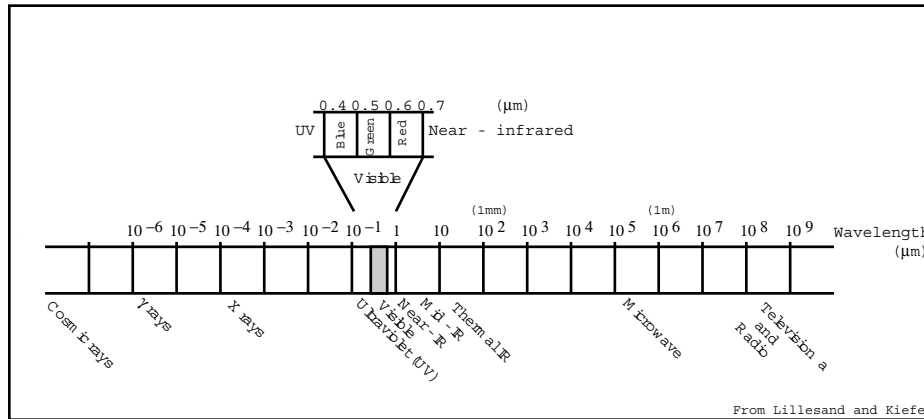 0.4 0.5 0.6 0.7 (μm)
UV Blue Green Red Near - infrared
Visible
(1mm) (1m)
10⁻⁶ 10⁻⁵ 10⁻⁴ 10⁻³ 10⁻² 10⁻¹ 1 10 10² 10³ 10⁴ 10⁵ 10⁶ 10⁷ 10⁸ 10⁹ Wavelength
(μm)
Cosmic rays
γ rays
X rays
Ultraviolet (UV)
Visible
Near-IR
Mid-IR
Thermal IR
Microwave
Television a
and
Radio
From Lillesand and Kiefe